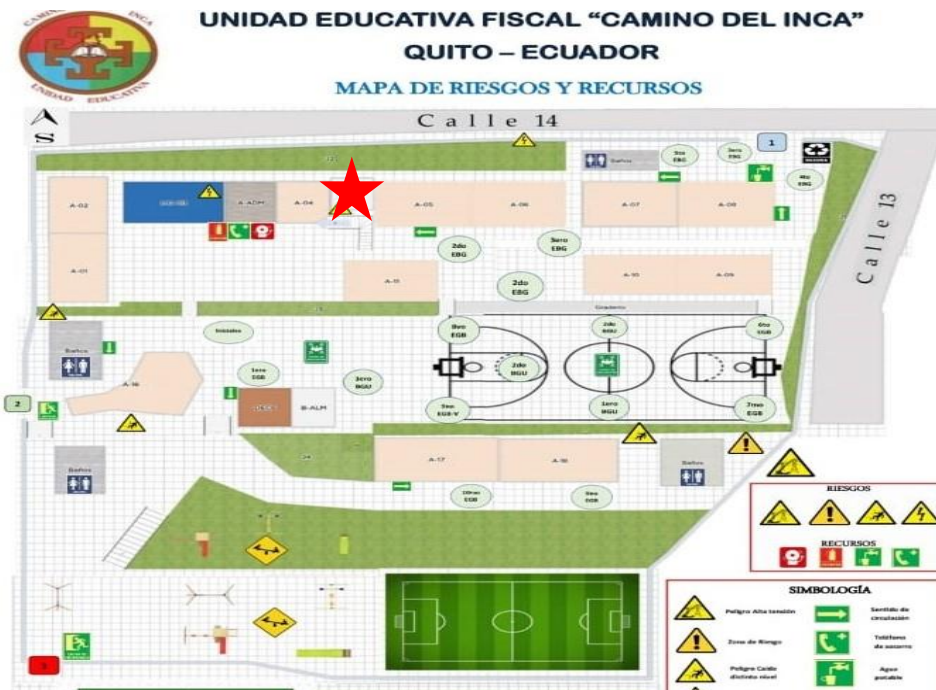 CAMINO INCA
UNIDAD EDUCATIVA
UNIDAD EDUCATIVA FISCAL “CAMINO DEL INCA”
QUITO – ECUADOR
MAPA DE RIESGOS Y RECURSOS
Calle 14
S
1
Baños
9no EBG
3ero EBG
4to EBG
A-02
A-ADM
A-04
A-05
A-06
A-07
A-08
Calle 13
A-01
2do EBG
5ero EBG
A-11
2do EBG
A-10
A-09
Graderío
Iniciales
8vo EGB
2do BGU
6to EGB
Baños
1ero EGB
3cro BGU
2do BGU
A-16
2
B-ALM
9no EGB-V
1ero BGU
7mo EGB
Baños
A-17
A-18
Baños
10mo EGB
9no EGB
RIESGOS
RECURSOS
SIMBOLOGÍA
Peligro Alta tensión
Sentido de circulación
Zona de Riesgo
Teléfono de socorro
Peligro Caída distinto nivel
Agua potable
3